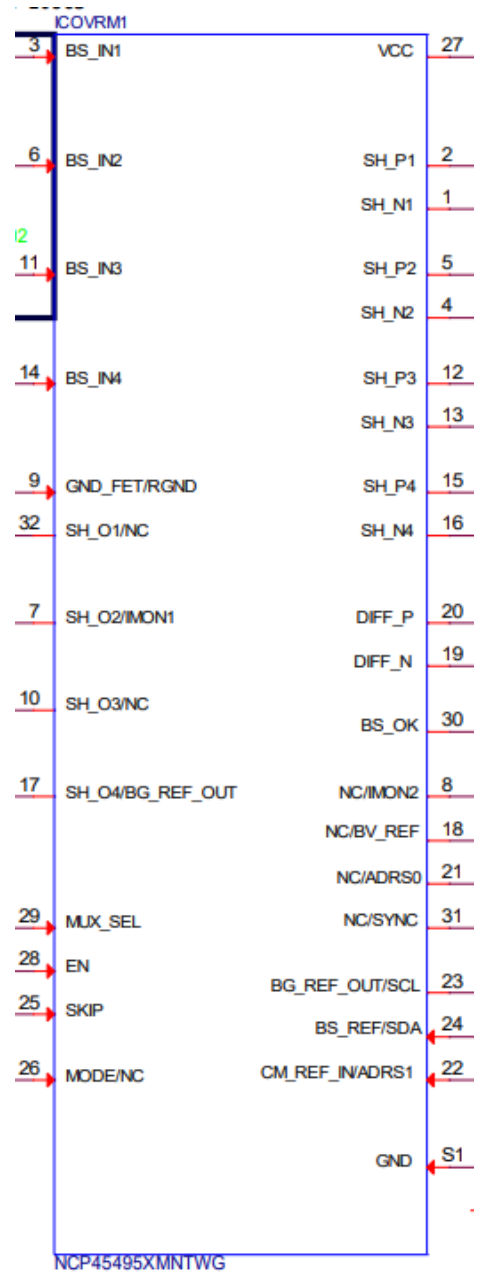 ICOVRM1
3 BS_IN1 VCC 27
6 BS_IN2 SH_P1 2
SH_N1 1
11 BS_IN3 SH_P2 5
SH_N2 4
14 BS_IN4 SH_P3 12
SH_N3 13
9 GND_FET/RGND SH_P4 15
32 SH_O1/NC SH_N4 16
7 SH_O2/IMON1 DIFF_P 20
DIFF_N 19
10 SH_O3/NC BS_OK 30
17 SH_O4/BG_REF_OUT NC/IMON2 8
NC/BV_REF 18
NC/ADRS0 21
29 MUX_SEL NC/SYNC 31
28 EN BG_REF_OUT/SCL 23
25 SKIP BS_REF/SDA 24
26 MODE/NC CM_REF_IN/ADRS1 22
GND S1
NCP45495XMNTWG